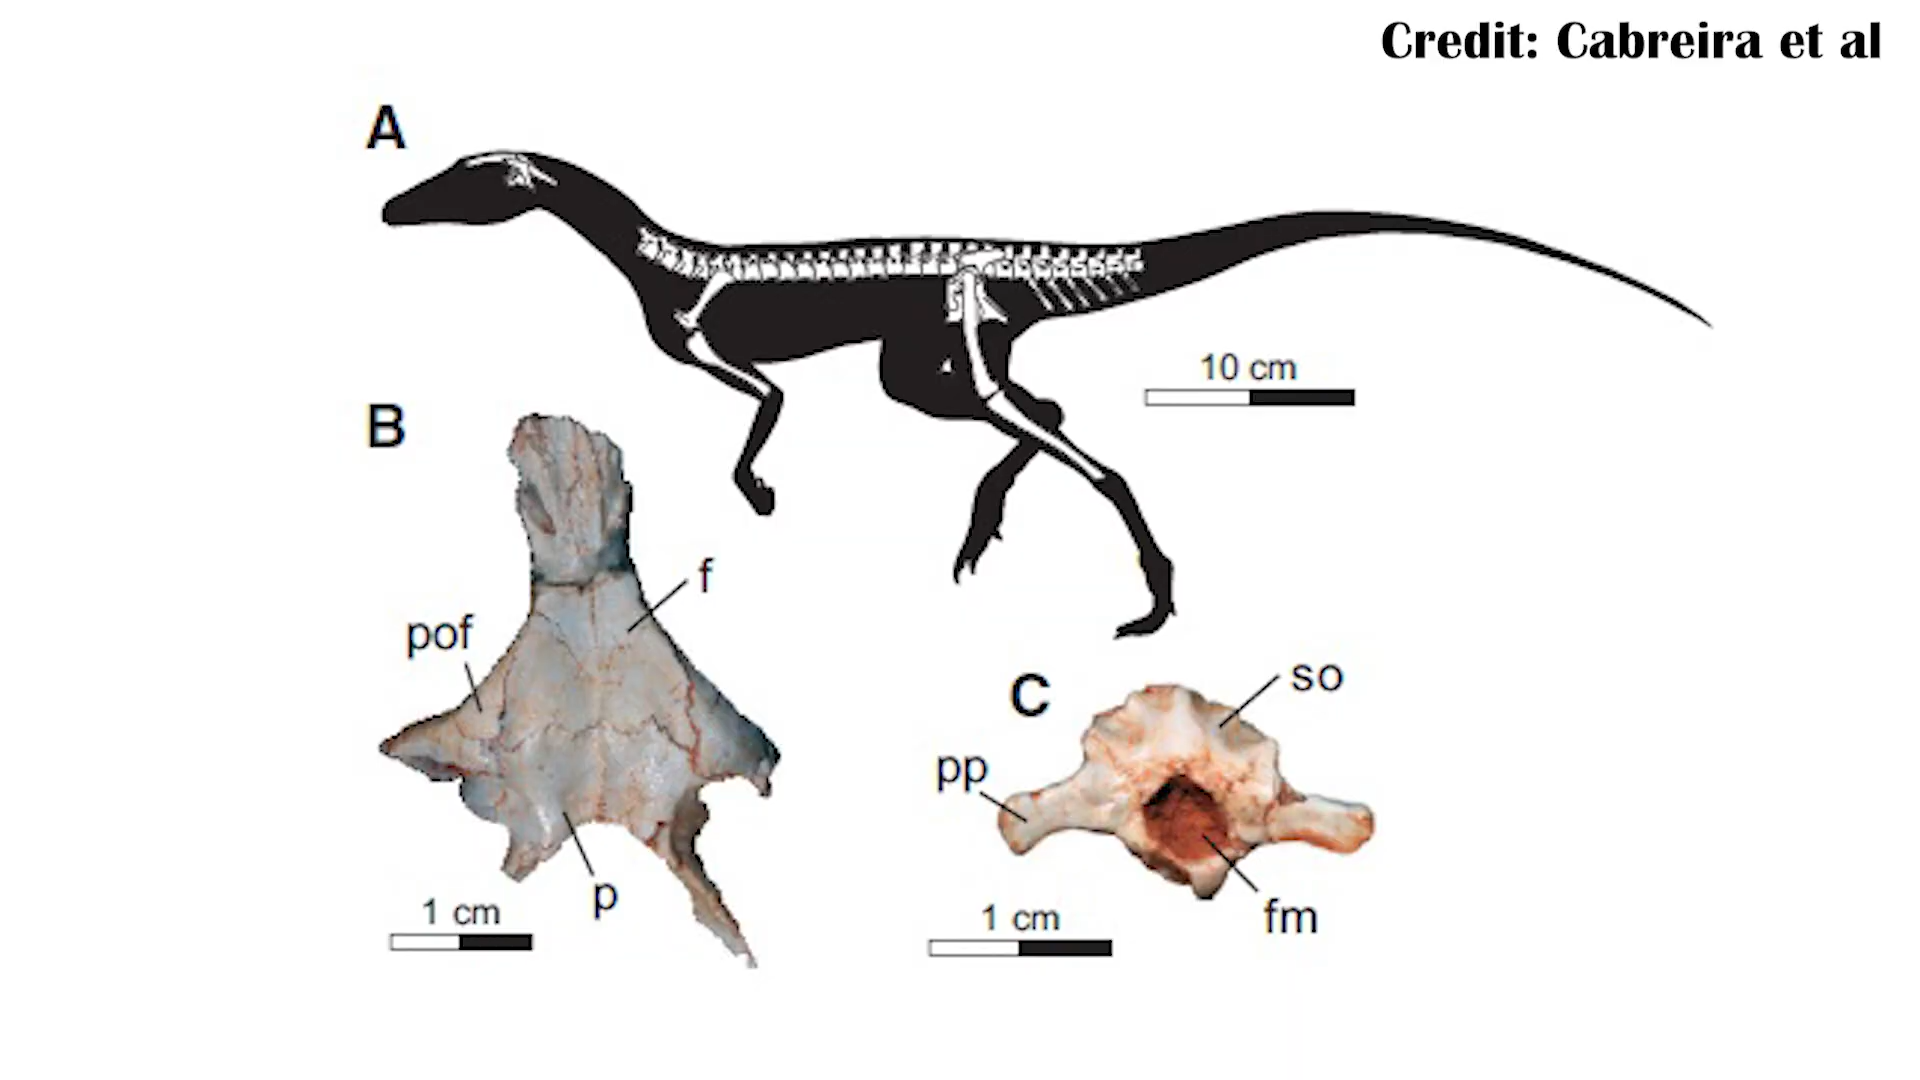 Credit: Cabreira et al
A
10 cm
B
f
pof
C
so
pp
p
1 cm
1 cm
fm